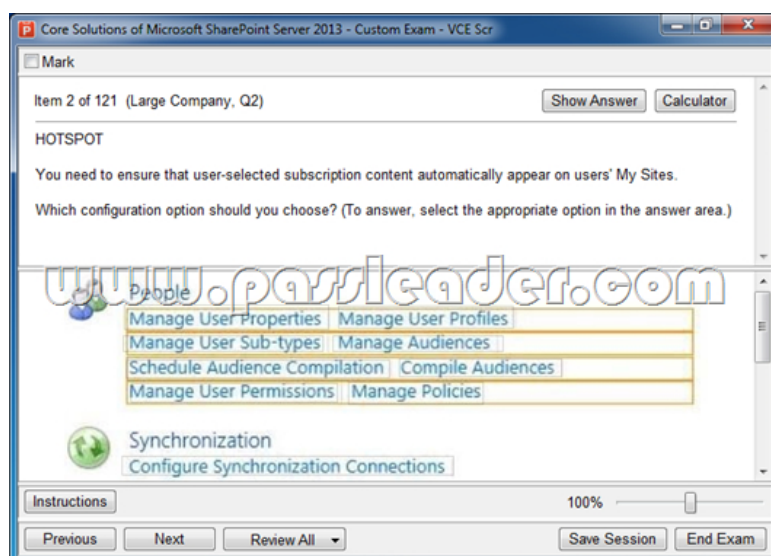 Core Solutions of Microsoft SharePoint Server 2013 - Custom Exam - VCE Scr
Mark
Item 2 of 121 (Large Company, Q2)
Show Answer
Calculator
HOTSPOT
You need to ensure that user-selected subscription content automatically appear on users' My Sites.
Which configuration option should you choose? (To answer, select the appropriate option in the answer area.)
www.passleader.com
People
Manage User Properties Manage User Profiles
Manage User Sub-types Manage Audiences
Schedule Audience Compilation Compile Audiences
Manage User Permissions Manage Policies
Synchronization
Configure Synchronization Connections
Instructions
100%
Previous
Next
Review All
Save Session
End Exam